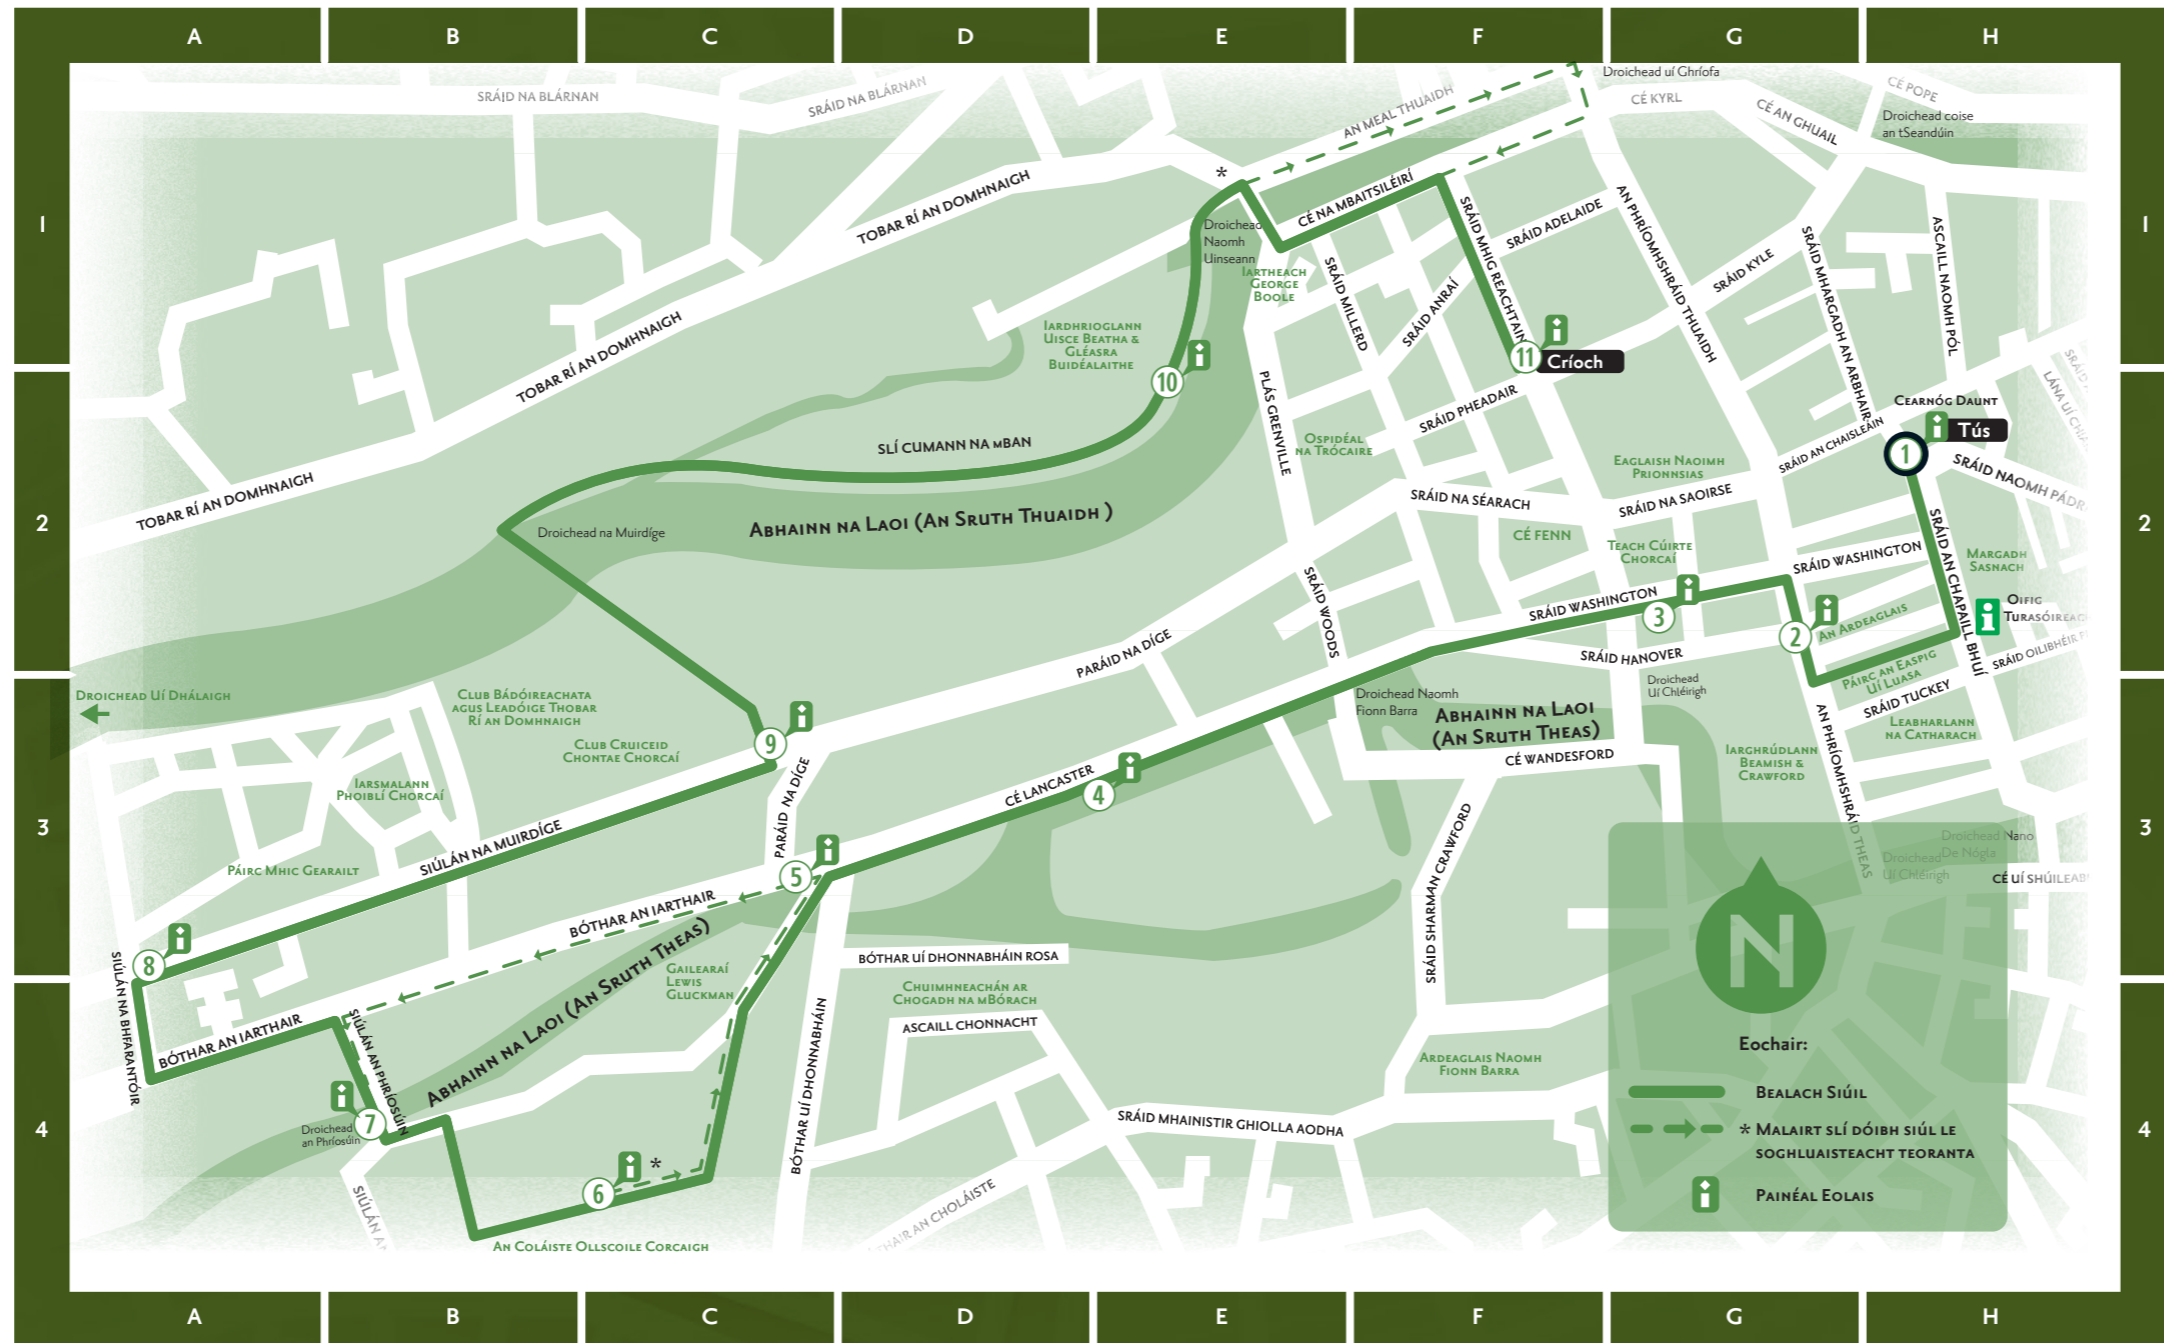 A B C D E F G H
1
2
3
4
1
2
3
4
SRÁID NA BLÁRNAN
SRÁID NA BLÁRNAN
AN MEAL THUAIDH
Droichead uí Ghríofa
CÉ KYRL
CÉ AN GHUAIL
CÉ POPE
Droichead coise
an tSeandúin
*
TOBAR RÍ AN DOMHNAIGH
Droichead
Naomh
Uinseann
CÉ NA MBAITSILÉIRÍ
IARTHEACH
GEORGE
BOOLE
SRÁID MILLERD
SRÁID ANRAÍ
SRÁID MHIG REACHTAIN
SRÁID ADELAIDE
AN PHRÍOMHSHRÁID THUAIDH
SRÁID KYLE
SRÁID MHARGADH AN ARBHAIR
ASCAILL NAOMH PÓL
TOBAR RÍ AN DOMHNAIGH
IARDHRIOGLANN
UISCE BEATHA &
GLÉASRA
BUIDÉALAITHE
10
11
Críoch
SRÁID PHEADAIR
PLÁS GRENVILLE
OSPIDÉAL
NA TRÓCAIRE
CEARNÓG DAUNT
Tús
1
SRÁID AN CHAISLEÁIN
SRÁID NAOMH PÁDR
EAGLAISH NAOIMH
PRIONNSIAS
TOBAR RÍ AN DOMHNAIGH
SLÍ CUMANN NA mBAN
Droichead na Muirdíge
ABHAINN NA LAOI (AN SRUTH THUAIDH )
SRÁID NA SÉARACH
SRÁID NA SAOIRSE
CÉ FENN
TEACH CÚIRTE
CHORCAÍ
SRÁID WASHINGTON
SRÁID WASHINGTON
SRÁID AN CHAPAILL BHUÍ
MARGADH
SASNACH
OIFIG
TURASÓIREAC
SRÁID WOODS
3
2
AN ARDEAGLAIS
SRÁID HANOVER
PÁIRC AN EASPIG
UÍ LUASA
SRÁID TUCKEY
PARÁID NA DÍGE
DROICHEAD UÍ DHÁLAIGH
CLUB BÁDÓIREACHATA
AGUS LEADÓIGE THOBAR
RÍ AN DOMHNAIGH
CLUB CRUICEID
CHONTAE CHORCAÍ
9
Droichead Naomh
Fionn Barra
Droichead
Uí Chléirigh
ABHAINN NA LAOI
(AN SRUTH THEAS)
CÉ WANDESFORD
AN PHRÍOMHSHRÁID THEAS
LEABHARLANN
NA CATHARACH
IARGHRÚDLANN
BEAMISH &
CRAWFORD
IARSMALANN
PHOIBLÍ CHORCAÍ
CÉ LANCASTER
4
PARÁID NA DÍGE
SIÚLÁN NA MUIRDÍGE
PÁIRC MHIC GEARAILT
5
SRÁID SHARMAN CRAWFORD
Droichead Nano
De Nógla
Droichead
Uí Chléirigh
BÓTHAR AN IARTHAIR
8
SIÚLÁN NA BHFARANTÓIR
BÓTHAR UÍ DHONNABHÁIN ROSA
GAILEARAÍ
LEWIS
GLUCKMAN
CHUIMHNEACHÁN AR
CHOGADH NA mBÓRACH
ASCAILL CHONNACHT
BÓTHAR AN IARTHAIR
SIÚLÁN AN PHRÍOSÚIN
ABHAINN NA LAOI (AN SRUTH THEAS)
BÓTHAR UÍ DHONNABHÁIN
ARDEAGLAIS NAOMH
FIONN BARRA
7
Droichead
an Phríosúin
SRÁID MHAINISTIR GHIOLLA AODHA
6
*
AN COLÁISTE OLLSCOILE CORCAIGH
N
Eochair:
BEALACH SIÚIL
* MALAIRT SLÍ DÓIBH SIÚL LE
SOGHLUAISTEACHT TEORANTA
PAINÉAL EOLAIS
A B C D E F G H